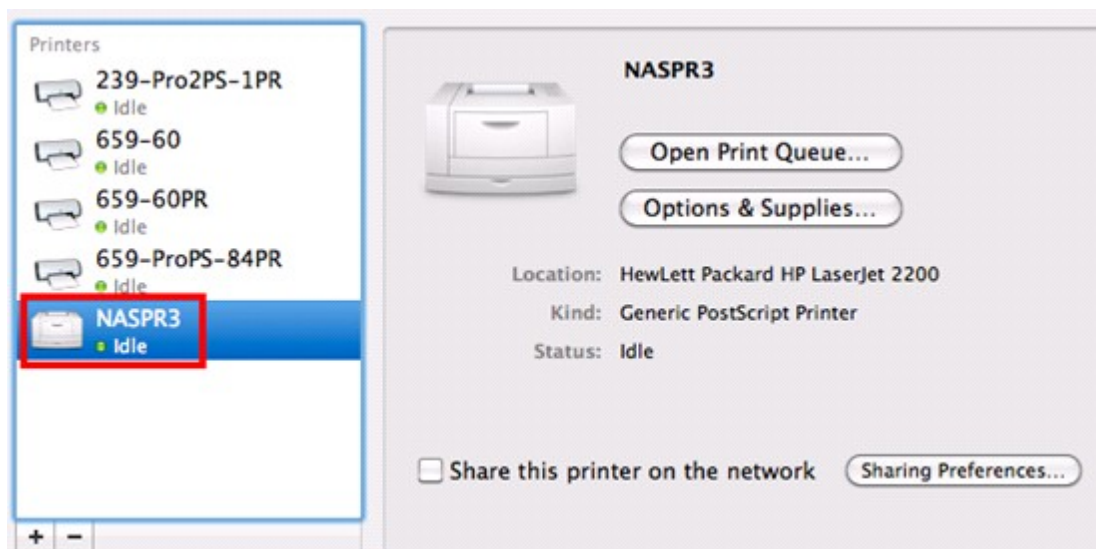 Printers
239-Pro2PS-1PR
Idle
659-60
Idle
659-60PR
Idle
659-ProPS-84PR
Idle
NASPR3
Idle
+ −
NASPR3
Open Print Queue...
Options & Supplies...
Location: HewLett Packard HP LaserJet 2200
Kind: Generic PostScript Printer
Status: Idle
Share this printer on the network
Sharing Preferences...